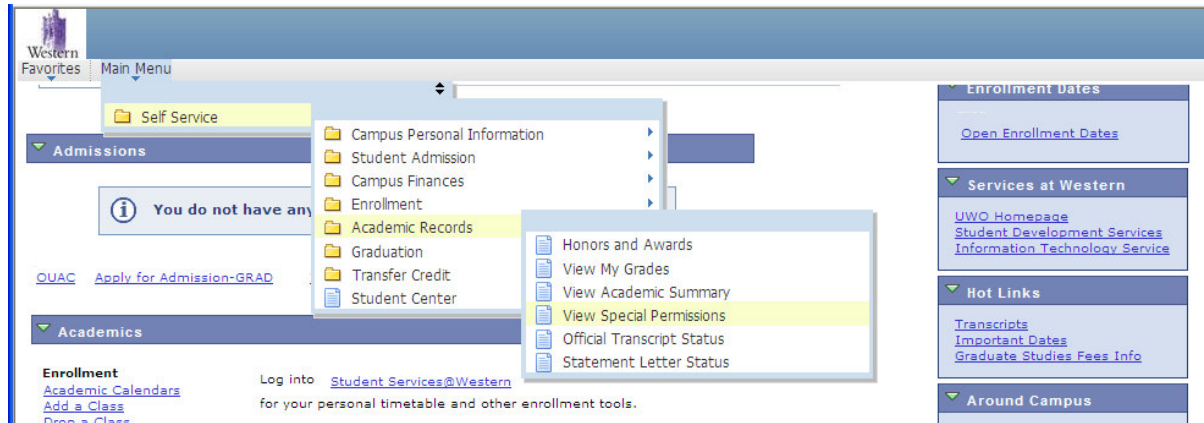 Western
Favorites Main Menu
Self Service
Campus Personal Information
Student Admission
Campus Finances
Enrollment
Academic Records
Graduation
Transfer Credit
Student Center
Honors and Awards
View My Grades
View Academic Summary
View Special Permissions
Official Transcript Status
Statement Letter Status
Admissions
You do not have any
OUAC Apply for Admission-GRAD
Academics
Enrollment
Academic Calendars
Add a Class
Drop a Class
Log into Student Services@Western
for your personal timetable and other enrollment tools.
Enrollment Dates
Open Enrollment Dates
Services at Western
UWO Homepage
Student Development Services
Information Technology Service
Hot Links
Transcripts
Important Dates
Graduate Studies Fees Info
Around Campus